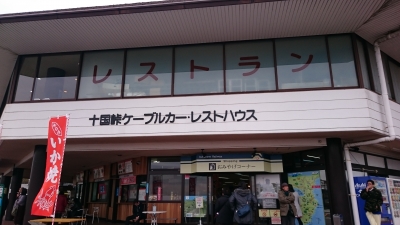 レストラン
十国峠ケーブルカー・レストハウス
いか焼